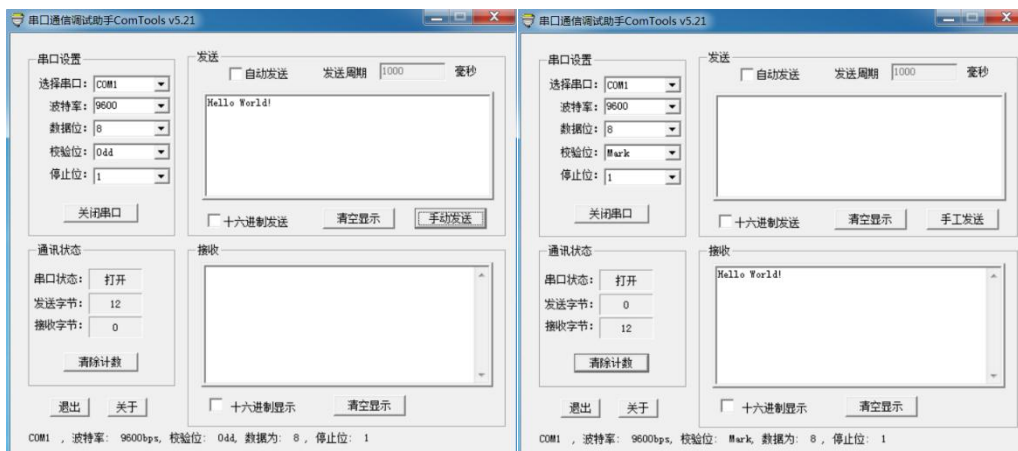 串口通信调试助手ComTools v5.21
串口设置
选择串口: COM1
波特率: 9600
数据位: 8
校验位: Odd
停止位: 1
关闭串口
发送
自动发送 发送周期 1000 毫秒
Hello World!
十六进制发送 清空显示 手动发送
通讯状态
串口状态: 打开
发送字节: 12
接收字节: 0
清除计数
退出 关于
接收
十六进制显示 清空显示
COM1 , 波特率: 9600bps, 校验位: Odd, 数据为: 8 , 停止位: 1
串口通信调试助手ComTools v5.21
串口设置
选择串口: COM1
波特率: 9600
数据位: 8
校验位: Mark
停止位: 1
关闭串口
发送
自动发送 发送周期 1000 毫秒
十六进制发送 清空显示 手工发送
通讯状态
串口状态: 打开
发送字节: 0
接收字节: 12
清除计数
退出 关于
接收
Hello World!
十六进制显示 清空显示
COM1 , 波特率: 9600bps, 校验位: Mark, 数据为: 8 , 停止位: 1